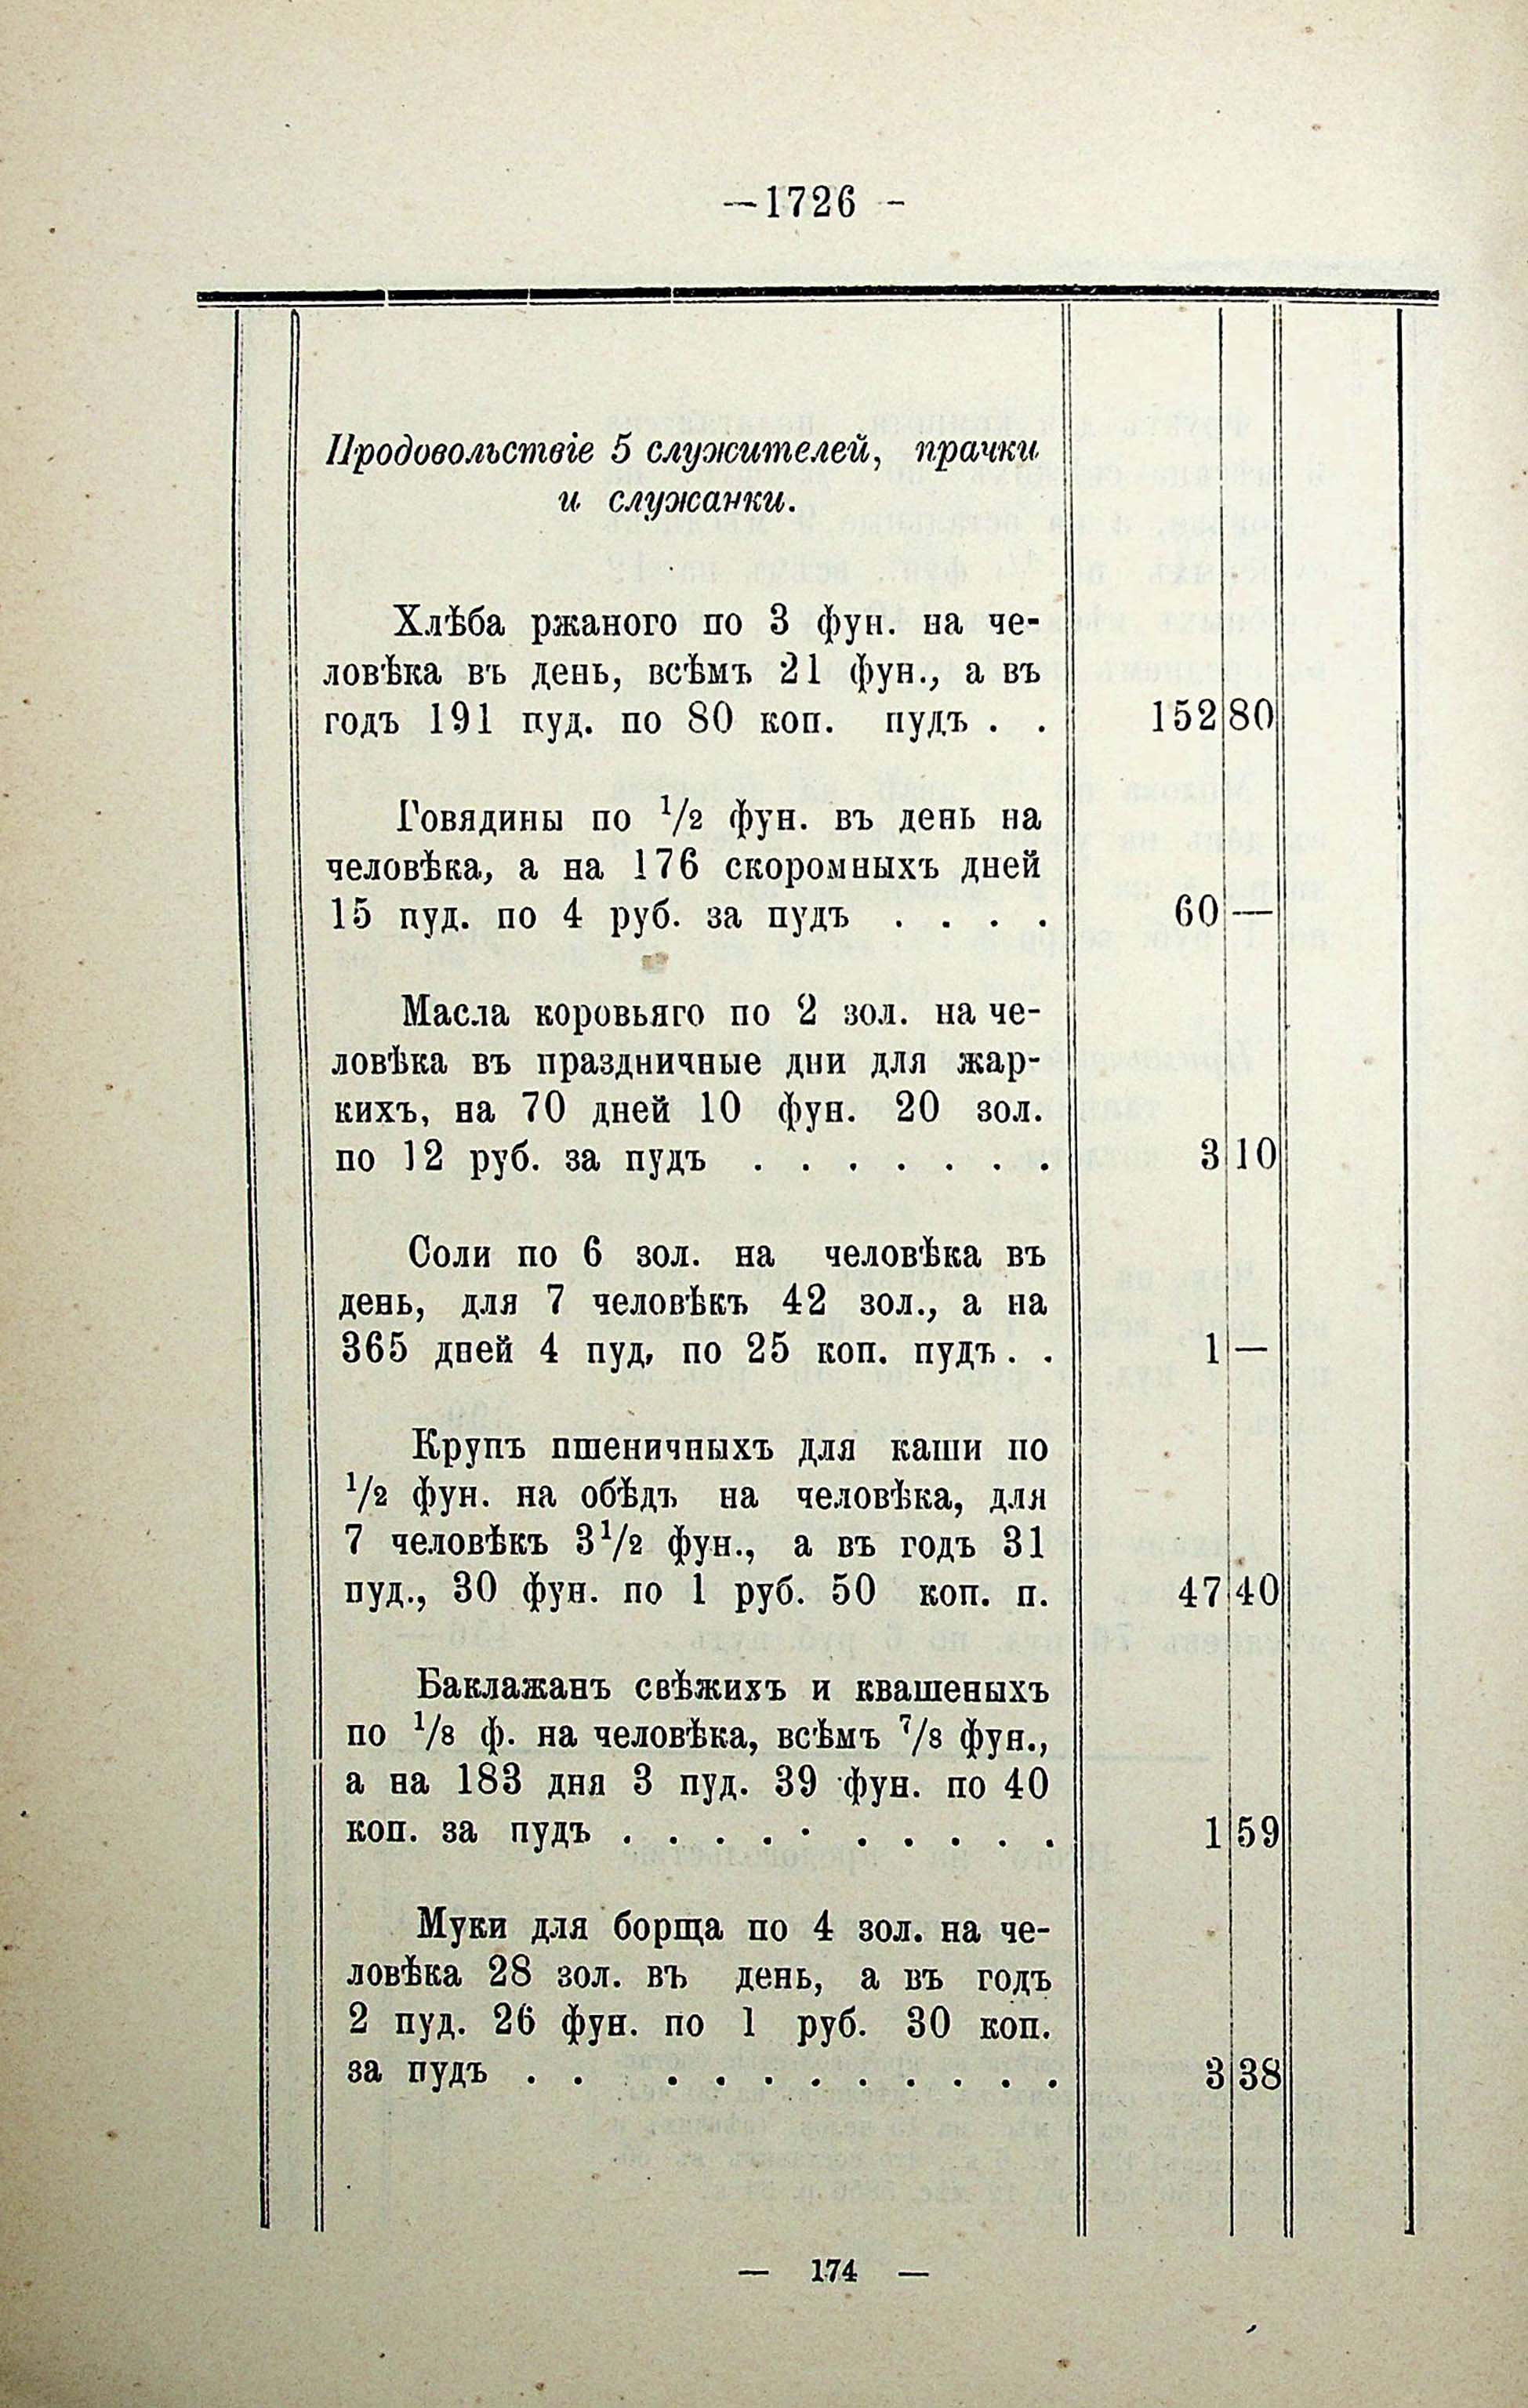 —1726 -
Продовольствіе 5 служителей, прачки
и служанки.
Хлѣба ржаного по 3 фун. на че-
ловѣка въ день, всѣмъ 21 фун., а въ
годъ 191 пуд. по 80 коп. пудъ . . 152 80
Говядины по 1/2 фун. въ день на
человѣка, а на 176 скоромныхъ дней
15 пуд. по 4 руб. за пудъ . . . . 60 —
Масла коровьяго по 2 зол. на че-
ловѣка въ праздничные дни для жар-
кихъ, на 70 дней 10 фун. 20 зол.
по 12 руб. за пудъ . . . . . . . 3 10
Соли по 6 зол. на человѣка въ
день, для 7 человѣкъ 42 зол., а на
365 дней 4 пуд, по 25 коп. пудъ . . 1 —
Крупъ пшеничныхъ для каши по
1/2 фун. на обѣдъ на человѣка, для
7 человѣкъ 3 1/2 фун., а въ годъ 31
пуд., 30 фун. по 1 руб. 50 коп. п. 47 40
Баклажанъ свѣжихъ и квашеныхъ
по 1/8 ф. на человѣка, всѣмъ 7/8 фун.,
а на 183 дня 3 пуд. 39 фун. по 40
коп. за пудъ . . . . . . . . . . 1 59
Муки для борща по 4 зол. на че-
ловѣка 28 зол. въ день, а въ годъ
2 пуд. 26 фун. по 1 руб. 30 коп.
за пудъ . . . . . . . . . . . 3 38
— 174 —